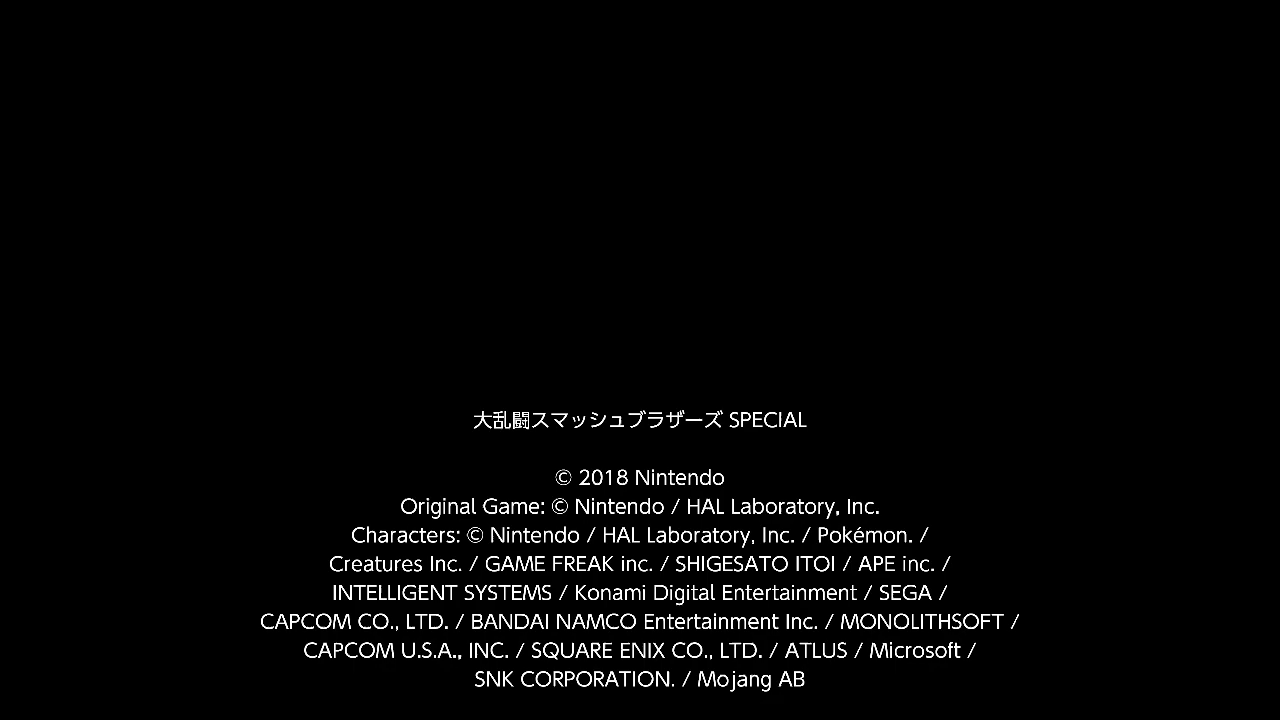 大乱闘スマッシュブラザーズ SPECIAL
© 2018 Nintendo
Original Game: © Nintendo / HAL Laboratory, Inc.
Characters: © Nintendo / HAL Laboratory, Inc. / Pokémon. /
Creatures Inc. / GAME FREAK inc. / SHIGESATO ITOI / APE inc. /
INTELLIGENT SYSTEMS / Konami Digital Entertainment / SEGA /
CAPCOM CO., LTD. / BANDAI NAMCO Entertainment Inc. / MONOLITHSOFT /
CAPCOM U.S.A., INC. / SQUARE ENIX CO., LTD. / ATLUS / Microsoft /
SNK CORPORATION. / Mojang AB